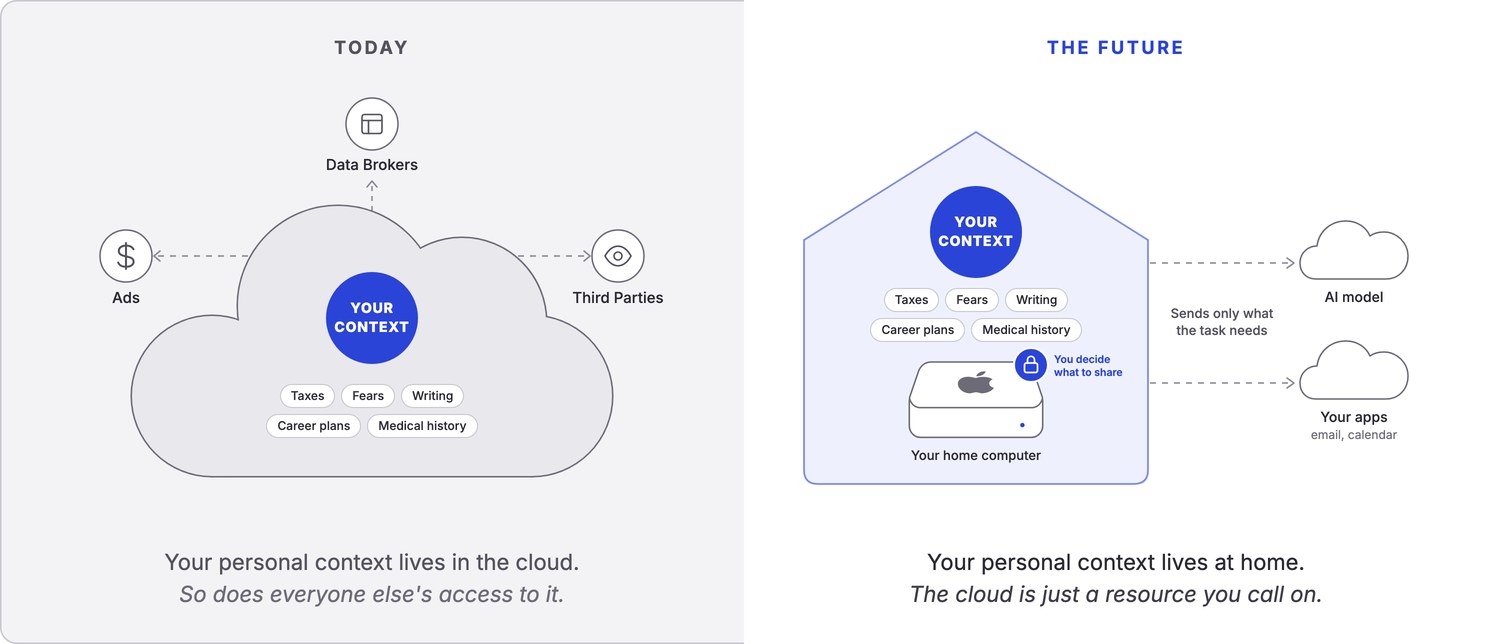 TODAY
Data Brokers
Ads
Third Parties
YOUR
CONTEXT
Taxes
Fears
Writing
Career plans
Medical history
Your personal context lives in the cloud.
So does everyone else's access to it.
THE FUTURE
YOUR
CONTEXT
Taxes
Fears
Writing
Career plans
Medical history
You decide
what to share
Your home computer
Sends only what
the task needs
AI model
Your apps
email, calendar
Your personal context lives at home.
The cloud is just a resource you call on.